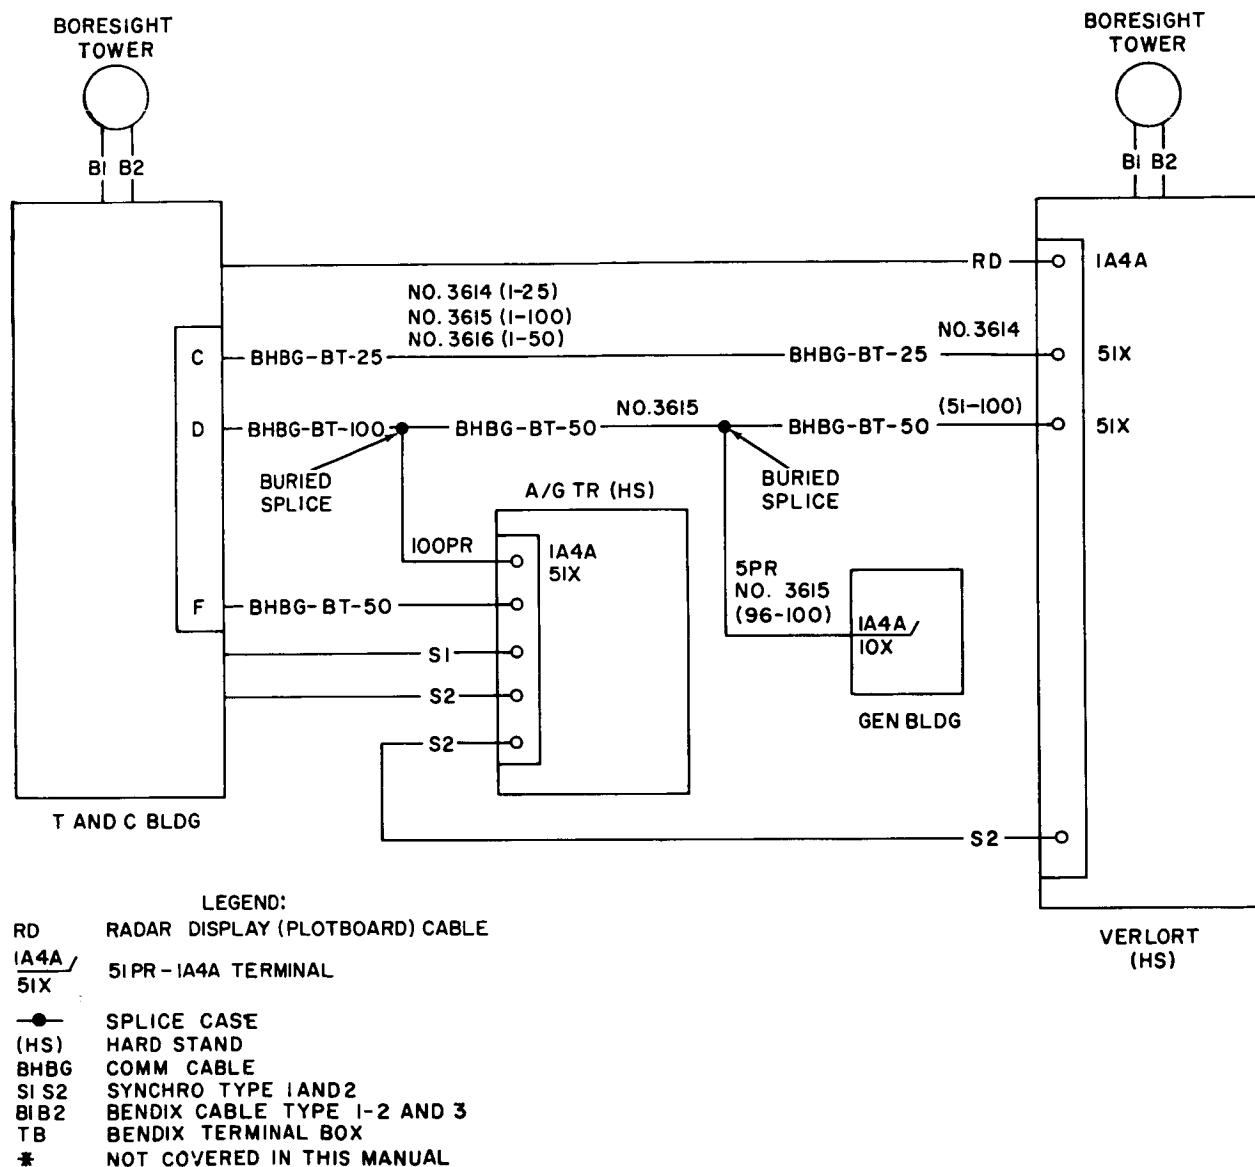 BORESIGHT
TOWER
B1 B2
BORESIGHT
TOWER
B1 B2
RD
1A4A
NO. 3614 (1-25)
NO. 3615 (1-100)
NO. 3616 (1-50)
C
BHBG-BT-25
BHBG-BT-25
NO. 3614
51X
D
BHBG-BT-100
BHBG-BT-50
NO. 3615
BHBG-BT-50
(51-100)
51X
BURIED
SPLICE
BURIED
SPLICE
A/G TR (HS)
100PR
1A4A
51X
F
BHBG-BT-50
S1
S2
S2
5PR
NO. 3615
(96-100)
1A4A/
10X
GEN BLDG
S2
T AND C BLDG
VERLORT
(HS)
LEGEND:
RD RADAR DISPLAY (PLOTBOARD) CABLE
1A4A/
51X
51PR-1A4A TERMINAL
SPLICE CASE
(HS) HARD STAND
BHBG COMM CABLE
S1 S2 SYNCHRO TYPE 1 AND 2
B1 B2 BENDIX CABLE TYPE 1-2 AND 3
TB BENDIX TERMINAL BOX
* NOT COVERED IN THIS MANUAL